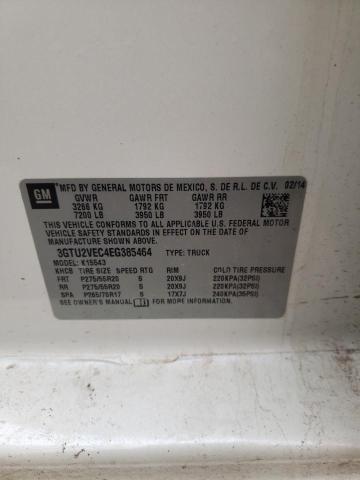 GM
MFD BY GENERAL MOTORS DE MEXICO, S. DE R.L. DE C.V. 02/14
GVWR GAWR FRT GAWR RR
3266 KG 1792 KG 1792 KG
7200 LB 3950 LB 3950 LB
THIS VEHICLE CONFORMS TO ALL APPLICABLE U.S. FEDERAL MOTOR
VEHICLE SAFETY STANDARDS IN EFFECT ON THE DATE OF
MANUFACTURE SHOWN ABOVE.
3GTU2VEC4EG385464 TYPE: TRUCK
MODEL: K15543
KHCB TIRE SIZE SPEED RTG RIM COLD TIRE PRESSURE
FRT P275/55R20 S 20X9J 220KPA(32PSI)
RR P275/55R20 S 20X9J 220KPA(32PSI)
SPA P265/70R17 S 17X7J 240KPA(35PSI)
SEE OWNER'S MANUAL FOR MORE INFORMATION.